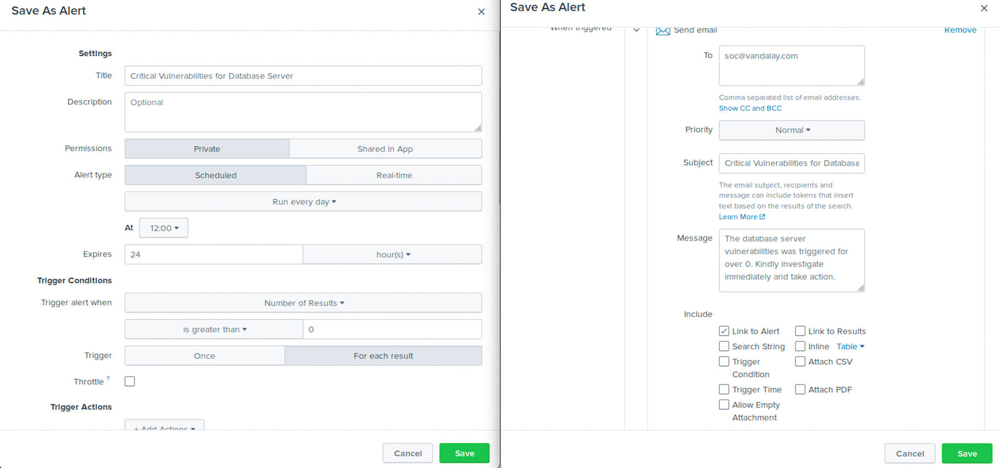 Save As Alert
Settings
Title Critical Vulnerabilities for Database Server
Description Optional
Permissions Private Shared in App
Alert type Scheduled Real-time
Run every day
At 12:00
Expires 24 hour(s)
Trigger Conditions
Trigger alert when Number of Results
is greater than 0
Trigger Once For each result
Throttle ?
Trigger Actions
+ Add Actions
Cancel Save
Save As Alert
When triggered Send email Remove
To soc@vandalay.com
Comma separated list of email addresses.
Show CC and BCC
Priority Normal
Subject Critical Vulnerabilities for Database
The email subject, recipients and
message can include tokens that insert
text based on the results of the search.
Learn More
Message The database server
vulnerabilities was triggered for
over 0. Kindly investigate
immediately and take action.
Include
Link to Alert Link to Results
Search String Inline Table
Trigger Attach CSV
Condition
Trigger Time Attach PDF
Allow Empty
Attachment
Cancel Save